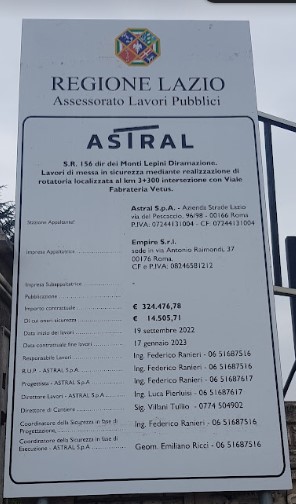 REGIONE LAZIO
Assessorato Lavori Pubblici
ASTRAL
S.R. 156 dir dei Monti Lepini Diramazione.
Lavori di messa in sicurezza mediante realizzazione di
rotatoria localizzata al km 3+300 intersezione con Viale
Fabrateria Vetus.
Stazione Appaltante Astral S.p.A. - Azienda Strade Lazio
via del Pescaccio, 96/98 - 00166 Roma
P.IVA. 07244131004 - CF. 07244131004
Impresa Appaltatrice Empire S.r.l.
sede in via Antonio Raimondi, 37
00176 Roma.
CF e P.IVA. 08246581212
Impresa Subappaltatrice -
Pubblicazione
Importo contrattuale € 324.476,78
Di cui oneri sicurezza € 14.505,71
Data inizio dei lavori 19 settembre 2022
Data contrattuale fine lavori 17 gennaio 2023
Responsabile Lavori Ing. Federico Ranieri - 06 51687516
R.U.P - ASTRAL S.p.A Ing. Federico Ranieri - 06 51687516
Progettista - ASTRAL S.p.A Ing. Federico Ranieri - 06 51687617
Direttore Lavori - ASTRAL S.p.A Ing. Luca Pierluisi - 06 51687617
Direttore di Cantiere Sig. Villani Tullio - 0774 504902
Coordinatore della Sicurezza in fase di
Progettazione, Ing. Federico Ranieri - 06 51687516
Coordinatore della Sicurezza in fase di
Esecuzione - ASTRAL S.p.A Geom. Emiliano Ricci - 06 51687516